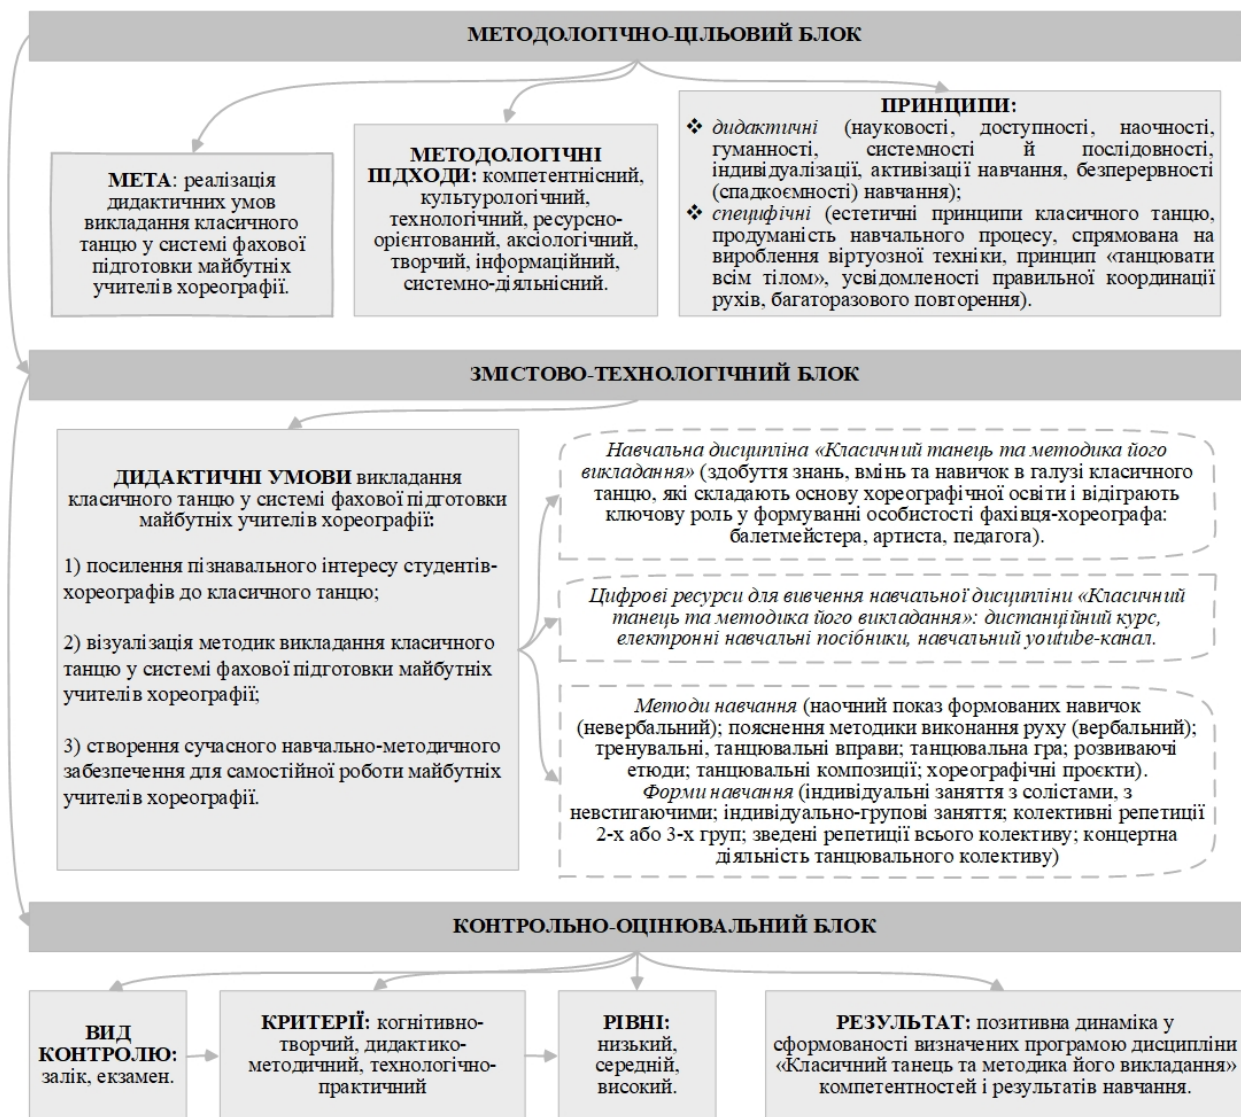 МЕТОДОЛОГІЧНО-ЦІЛЬОВИЙ БЛОК
МЕТА: реалізація
дидактичних умов
викладання класичного
танцю у системі фахової
підготовки майбутніх
учителів хореографії.
МЕТОДОЛОГІЧНІ
ПІДХОДИ: компетентнісний,
культурологічний,
технологічний, ресурсно-
орієнтований, аксіологічний,
творчий, інформаційний,
системно-діяльнісний.
ПРИНЦИПИ:
❖ дидактичні (науковості, доступності, наочності,
гуманності, системності й послідовності,
індивідуалізації, активізації навчання, безперервності
(спадкоємності) навчання);
❖ специфічні (естетичні принципи класичного танцю,
продуманість навчального процесу, спрямована на
вироблення віртуозної техніки, принцип «танцювати
всім тілом», усвідомленості правильної координації
рухів, багаторазового повторення).
ЗМІСТОВО-ТЕХНОЛОГІЧНИЙ БЛОК
ДИДАКТИЧНІ УМОВИ викладання
класичного танцю у системі фахової підготовки
майбутніх учителів хореографії:
1) посилення пізнавального інтересу студентів-
хореографів до класичного танцю;
2) візуалізація методик викладання класичного
танцю у системі фахової підготовки майбутніх
учителів хореографії;
3) створення сучасного навчально-методичного
забезпечення для самостійної роботи майбутніх
учителів хореографії.
Навчальна дисципліна «Класичний танець та методика його
викладання» (здобуття знань, вмінь та навичок в галузі класичного
танцю, які складають основу хореографічної освіти і відіграють
ключову роль у формуванні особистості фахівця-хореографа:
балетмейстера, артиста, педагога).
Цифрові ресурси для вивчення навчальної дисципліни «Класичний
танець та методика його викладання»: дистанційний курс,
електронні навчальні посібники, навчальний youtube-канал.
Методи навчання (наочний показ формованих навичок
(невербальний); пояснення методики виконання руху (вербальний);
тренувальні, танцювальні вправи; танцювальна гра; розвиваючі
етюди; танцювальні композиції; хореографічні проєкти).
Форми навчання (індивідуальні заняття з солістами, з
невстигаючими; індивідуально-групові заняття; колективні репетиції
2-х або 3-х груп; зведені репетиції всього колективу; концертна
діяльність танцювального колективу)
КОНТРОЛЬНО-ОЦІНЮВАЛЬНИЙ БЛОК
ВИД
КОНТРОЛЮ:
залік, екзамен.
КРИТЕРІЇ: когнітивно-
творчий, дидактико-
методичний, технологічно-
практичний
РІВНІ:
низький,
середній,
високий.
РЕЗУЛЬТАТ: позитивна динаміка у
сформованості визначених програмою дисципліни
«Класичний танець та методика його викладання»
компетентностей і результатів навчання.